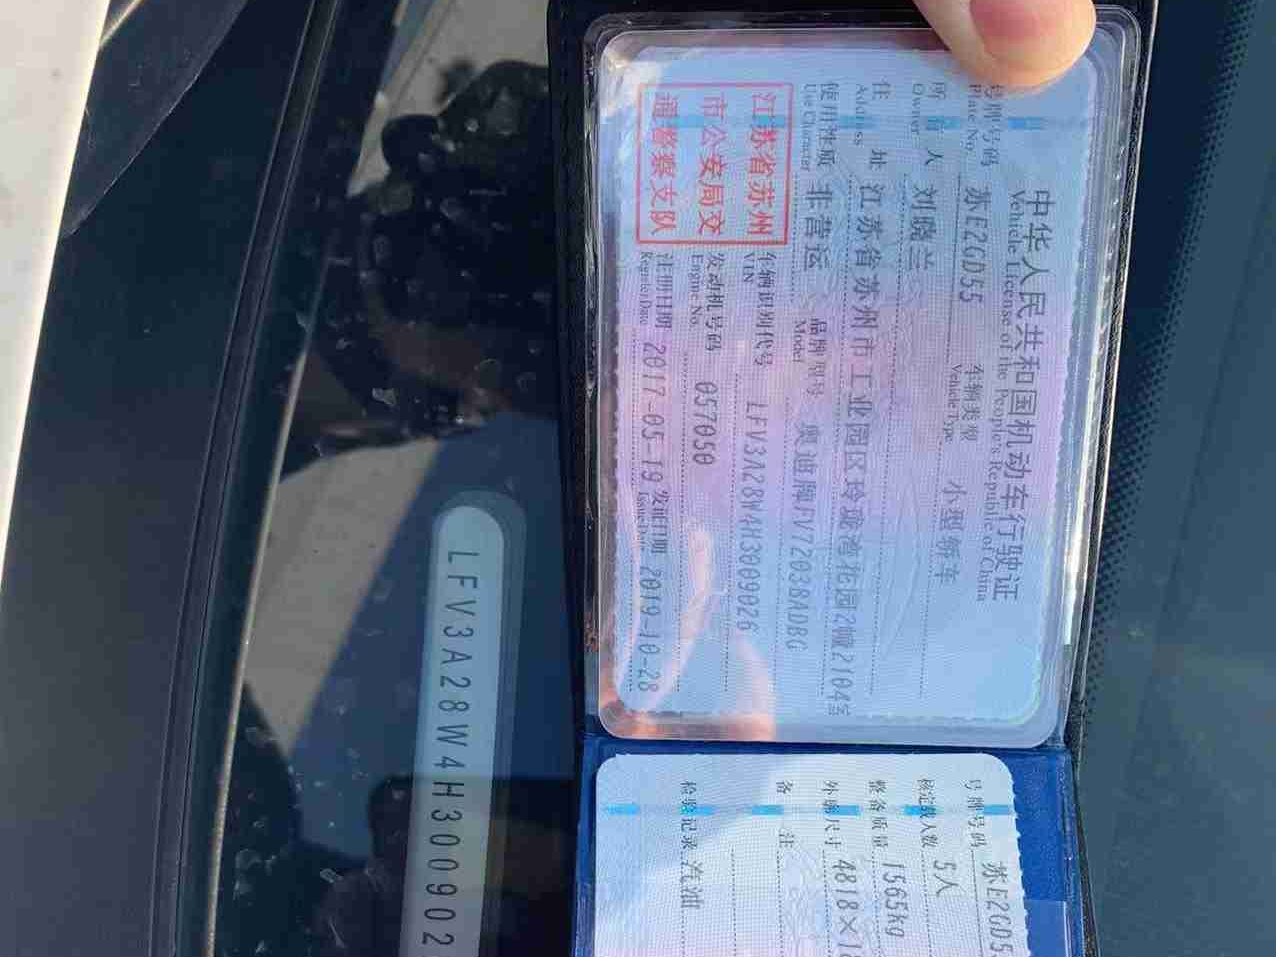 中华人民共和国机动车行驶证
Vehicle License of the People's Republic of China
号牌号码 苏E2GD55 车辆类型 小型轿车
Plate No. Vehicle Type
所有人 刘晓兰
Owner
住址 江苏省苏州市工业园区玲珑湾花园2幢2104室
Address
使用性质 非营运 品牌型号 奥迪牌FV7203BADBG
Use Character Model
江苏省苏州
市公安局交
通警察支队
车辆识别代号 LFV3A28W4H3009026
VIN
发动机号码 057050
Engine No.
注册日期 2017-05-19 发证日期 2019-10-28
Register Date Issue Date
号牌号码 苏E2GD5
核定载人数 5人
整备质量 1565kg
外廓尺寸 4818×18
备注
检验记录 汽油
LFV3A28W4H300902